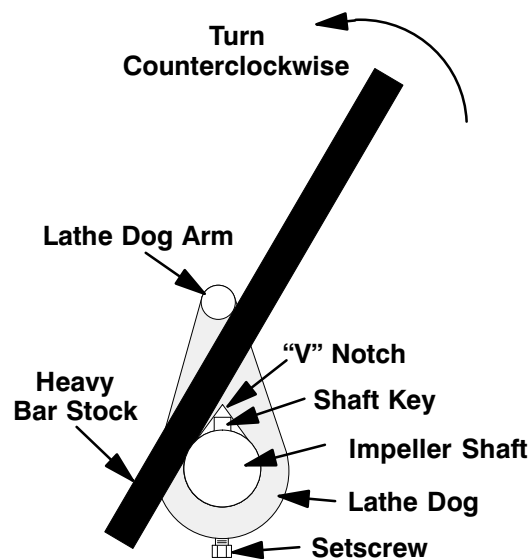 Turn
Counterclockwise
Lathe Dog Arm
“V” Notch
Heavy
Bar Stock
Shaft Key
Impeller Shaft
Lathe Dog
Setscrew